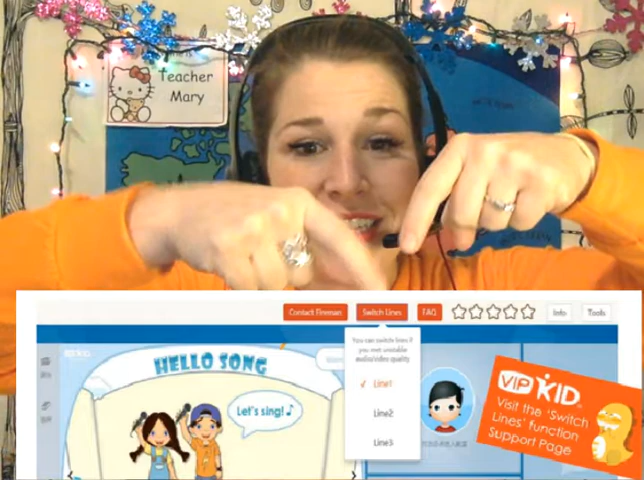 Teacher
Mary
Contact Fireman
Switch Lines
FAQ
Info
Tools
You can switch lines if
you met unstable
audio/video quality
✓ Line1
Line2
Line3
HELLO SONG
Let's sing! ♪
VIPKID
Visit the 'Switch
Lines' function
Support Page